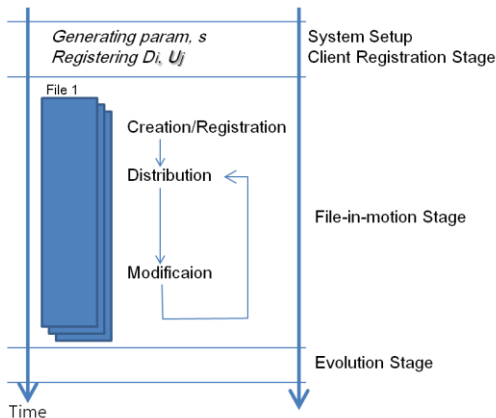 Generating param, s
Registering Di, Uj
System Setup
Client Registration Stage
File 1
Creation/Registration
Distribution
Modificaion
File-in-motion Stage
Evolution Stage
Time